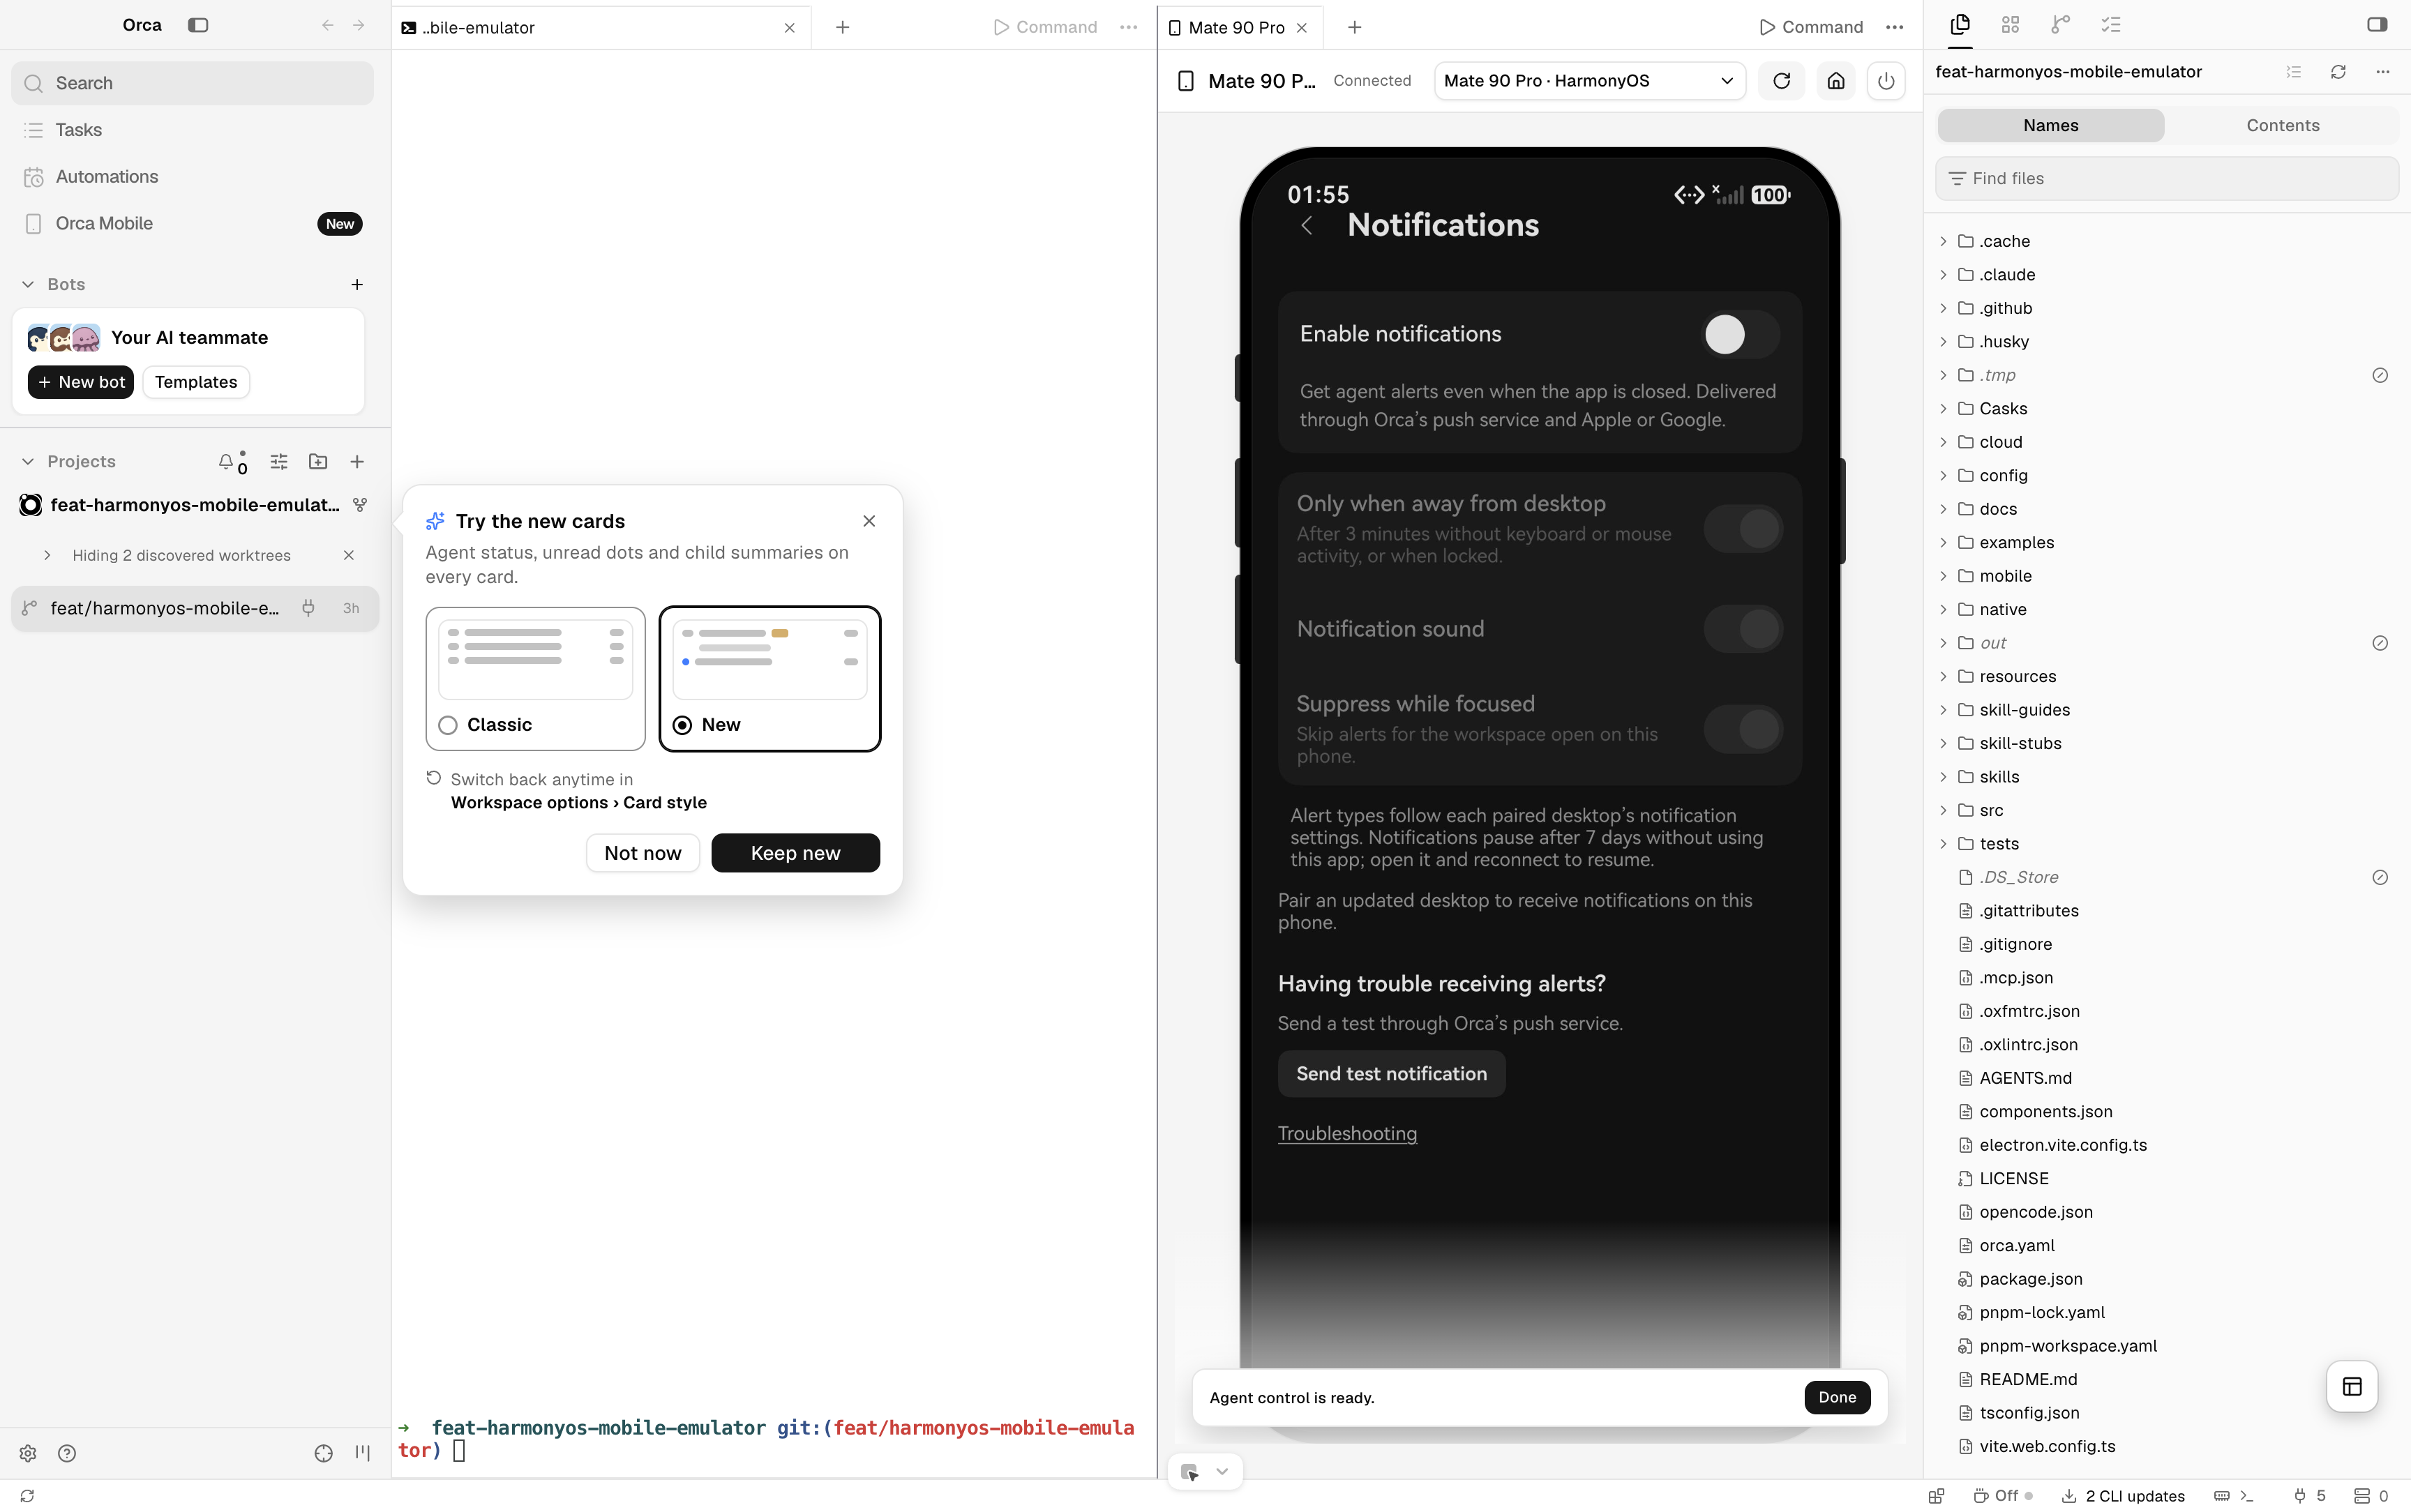 Orca
Search
Tasks
Automations
Orca Mobile
New
Bots
Your AI teammate
New bot
Templates
Projects
0
feat-harmonyos-mobile-emulat...
Hiding 2 discovered worktrees
feat/harmonyos-mobile-e...
3h
..bile-emulator
Command
Try the new cards
Agent status, unread dots and child summaries on
every card.
Classic
New
Switch back anytime in
Workspace options › Card style
Not now
Keep new
→ feat-harmonyos-mobile-emulator git:(feat/harmonyos-mobile-emula
tor)
Mate 90 Pro
Command
Mate 90 P...
Connected
Mate 90 Pro · HarmonyOS
01:55
100
Notifications
Enable notifications
Get agent alerts even when the app is closed. Delivered
through Orca’s push service and Apple or Google.
Only when away from desktop
After 3 minutes without keyboard or mouse
activity, or when locked.
Notification sound
Suppress while focused
Skip alerts for the workspace open on this
phone.
Alert types follow each paired desktop’s notification
settings. Notifications pause after 7 days without using
this app; open it and reconnect to resume.
Pair an updated desktop to receive notifications on this
phone.
Having trouble receiving alerts?
Send a test through Orca’s push service.
Send test notification
Troubleshooting
Agent control is ready.
Done
feat-harmonyos-mobile-emulator
Names
Contents
Find files
.cache
.claude
.github
.husky
.tmp
Casks
cloud
config
docs
examples
mobile
native
out
resources
skill-guides
skill-stubs
skills
src
tests
.DS_Store
.gitattributes
.gitignore
.mcp.json
.oxfmtrc.json
.oxlintrc.json
AGENTS.md
components.json
electron.vite.config.ts
LICENSE
opencode.json
orca.yaml
package.json
pnpm-lock.yaml
pnpm-workspace.yaml
README.md
tsconfig.json
vite.web.config.ts
Off
2 CLI updates
5
0